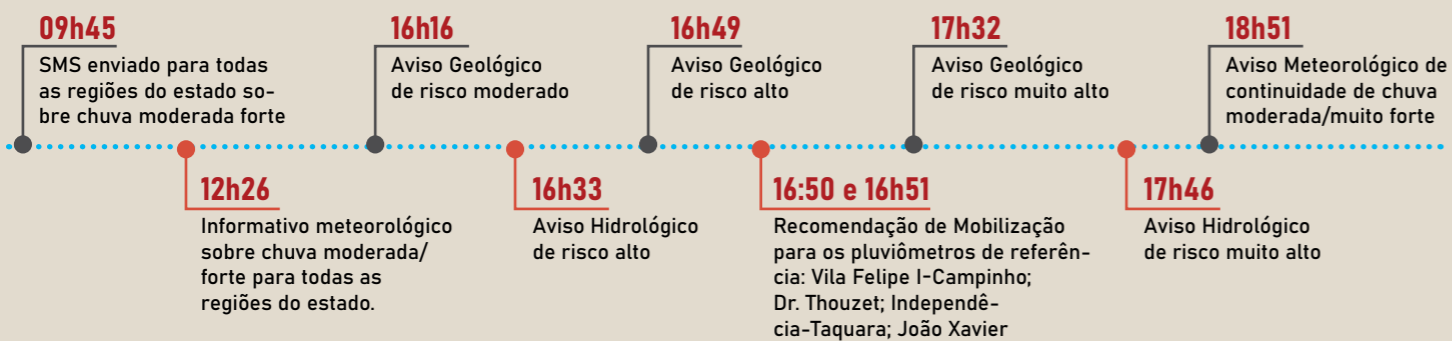 09h45
SMS enviado para todas
as regiões do estado so-
bre chuva moderada forte
12h26
Informativo meteorológico
sobre chuva moderada/
forte para todas as
regiões do estado.
16h16
Aviso Geológico
de risco moderado
16h33
Aviso Hidrológico
de risco alto
16h49
Aviso Geológico
de risco alto
16:50 e 16h51
Recomendação de Mobilização
para os pluviômetros de referên-
cia: Vila Felipe I-Campinho;
Dr. Thouzet; Independê-
cia-Taquara; João Xavier
17h32
Aviso Geológico
de risco muito alto
17h46
Aviso Hidrológico
de risco muito alto
18h51
Aviso Meteorológico de
continuidade de chuva
moderada/muito forte